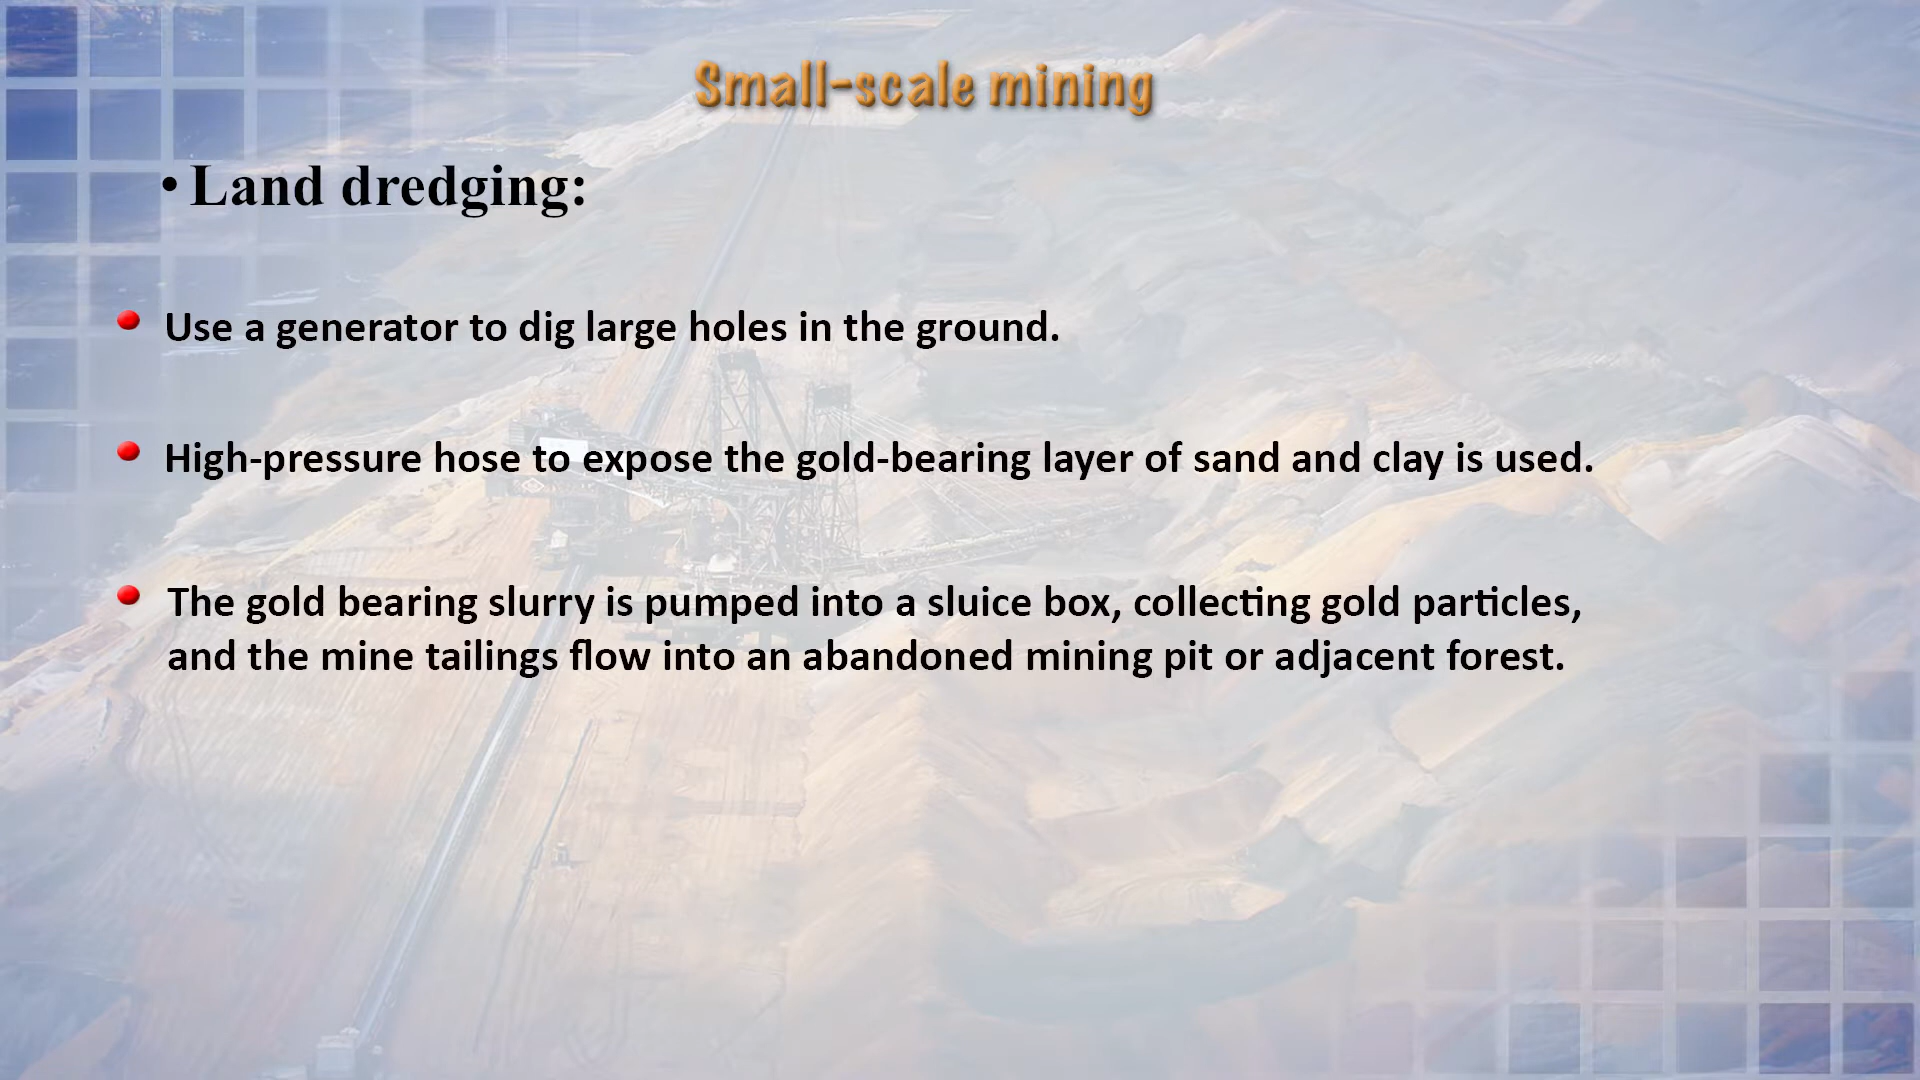 Small-scale mining
• Land dredging:
• Use a generator to dig large holes in the ground.
• High-pressure hose to expose the gold-bearing layer of sand and clay is used.
• The gold bearing slurry is pumped into a sluice box, collecting gold particles,
and the mine tailings flow into an abandoned mining pit or adjacent forest.